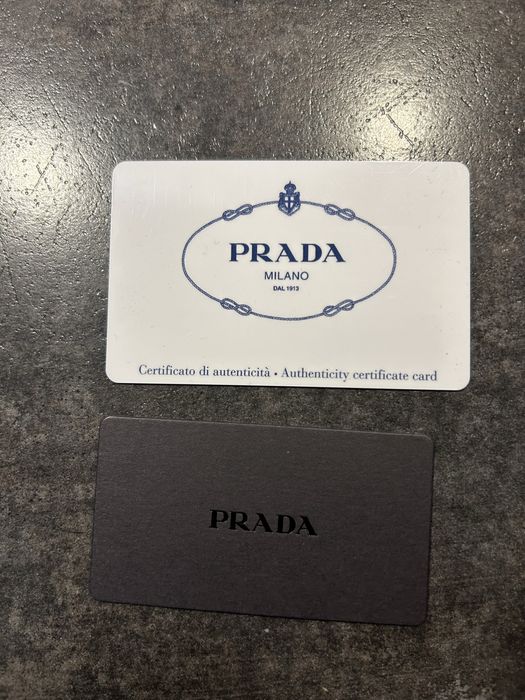 PRADA
MILANO
DAL 1913
Certificato di autenticità • Authenticity certificate card
PRADA